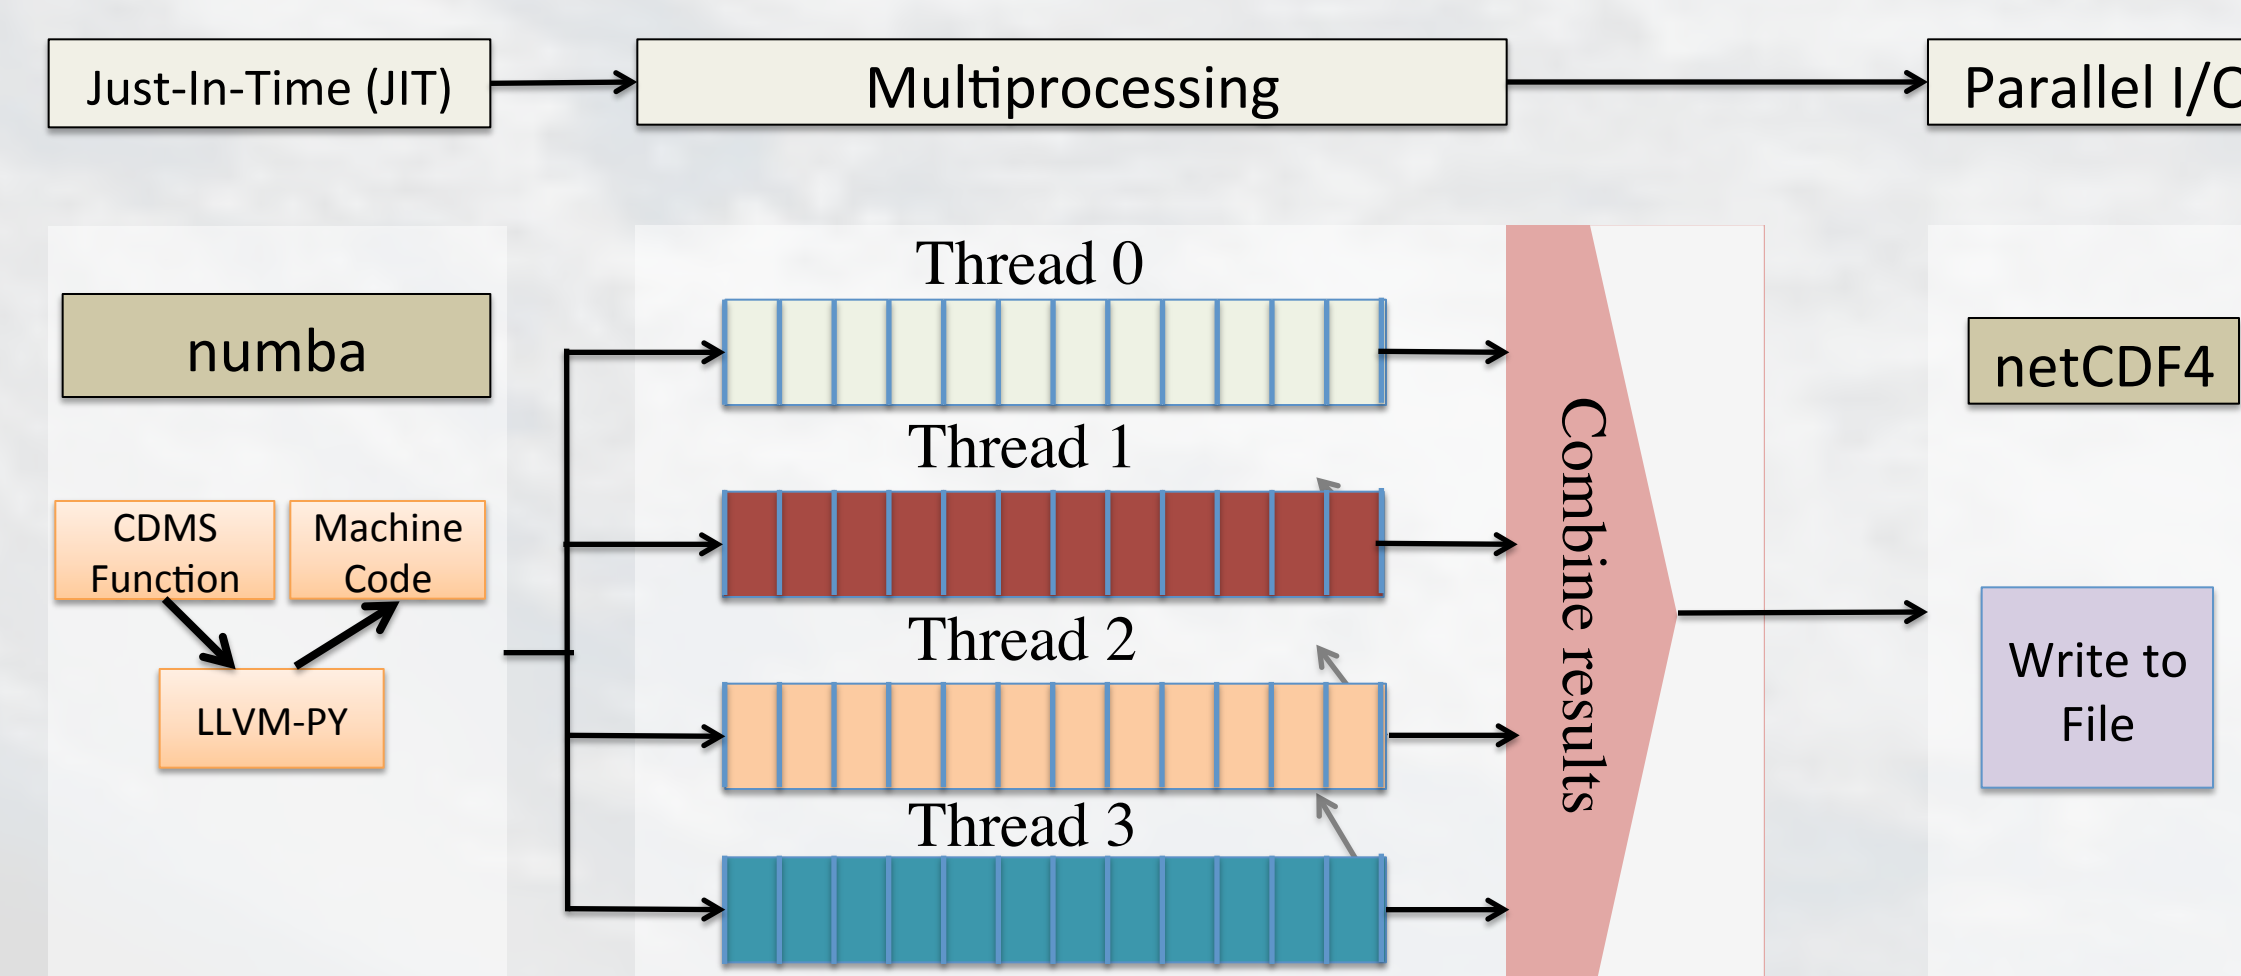 Just-In-Time (JIT)
Multiprocessing
Parallel I/O
numba
CDMS
Function
Machine
Code
LLVM-PY
Thread 0
Thread 1
Thread 2
Thread 3
Combine results
netCDF4
Write to
File